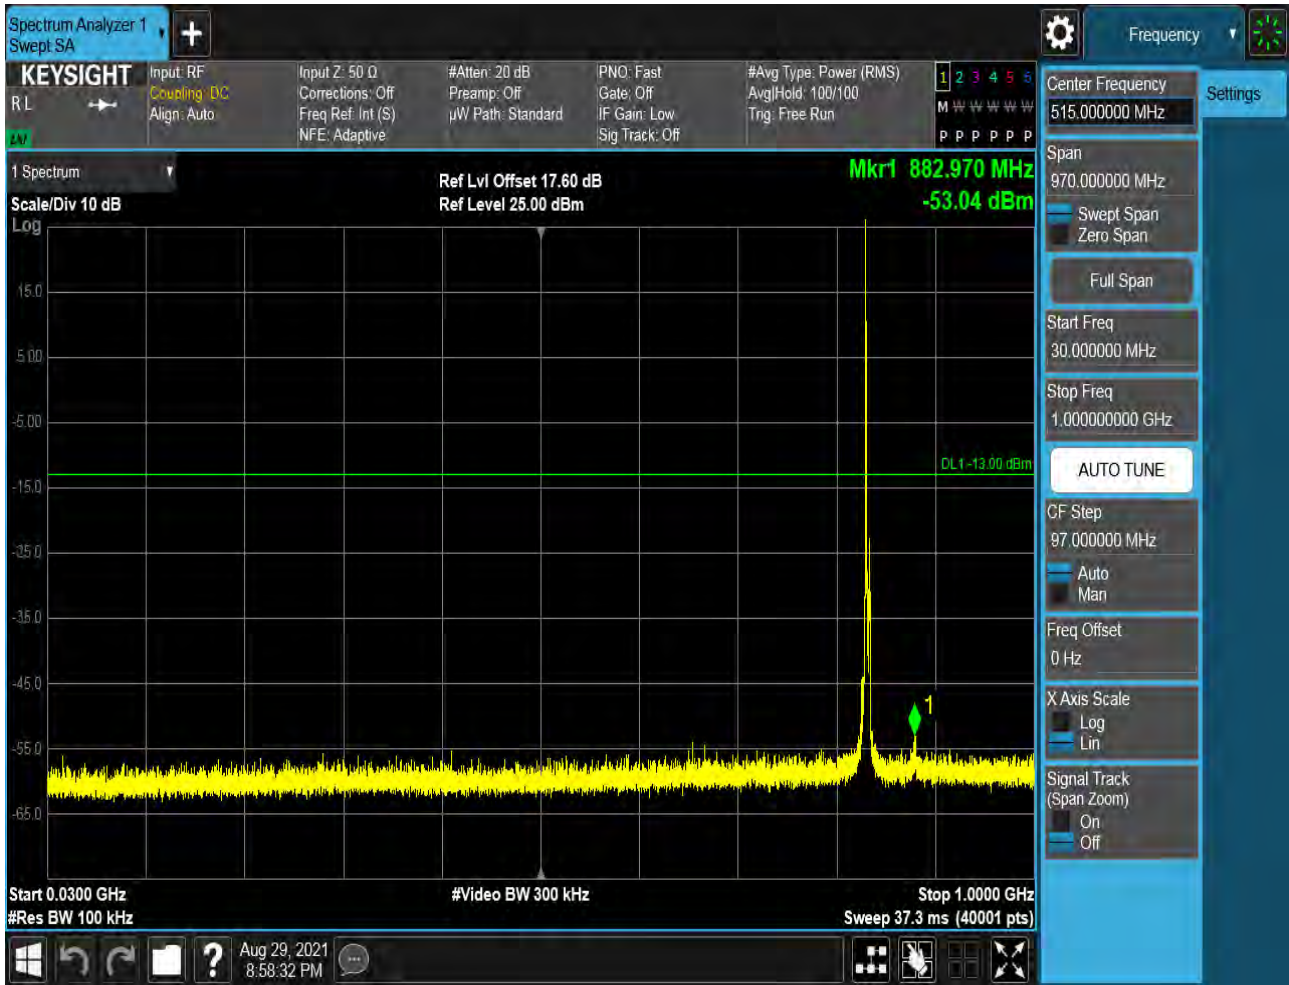 Spectrum Analyzer 1
Swept SA
Frequency
KEYSIGHT
R L
LNI
Input: RF
Coupling: DC
Align: Auto
Input Z: 50 Ω
Corrections: Off
Freq Ref: Int (S)
NFE: Adaptive
#Atten: 20 dB
Preamp: Off
µW Path: Standard
PNO: Fast
Gate: Off
IF Gain: Low
Sig Track: Off
#Avg Type: Power (RMS)
Avg|Hold: 100/100
Trig: Free Run
1 2 3 4 5 6
M W W W W W
P P P P P P
1 Spectrum
Scale/Div 10 dB
Log
Ref Lvl Offset 17.60 dB
Ref Level 25.00 dBm
Mkr1 882.970 MHz
-53.04 dBm
15.0
5.00
-5.00
DL1 -13.00 dBm
-15.0
-25.0
-35.0
-45.0
1
-55.0
-65.0
Start 0.0300 GHz
#Video BW 300 kHz
Stop 1.0000 GHz
#Res BW 100 kHz
Sweep 37.3 ms (40001 pts)
Center Frequency
515.000000 MHz
Settings
Span
970.000000 MHz
Swept Span
Zero Span
Full Span
Start Freq
30.000000 MHz
Stop Freq
1.000000000 GHz
AUTO TUNE
CF Step
97.000000 MHz
Auto
Man
Freq Offset
0 Hz
X Axis Scale
Log
Lin
Signal Track
(Span Zoom)
On
Off
?
Aug 29, 2021
8:58:32 PM